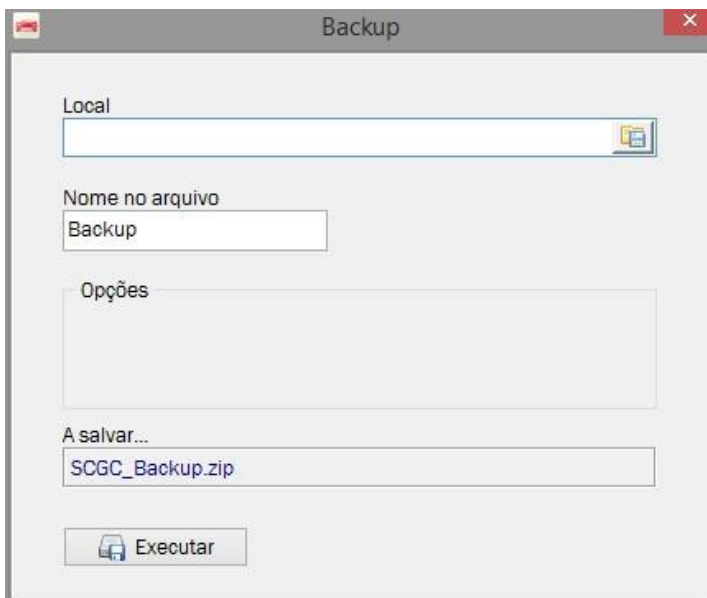 Backup
Local
Nome no arquivo
Backup
Opções
A salvar...
SCGC_Backup.zip
Executar